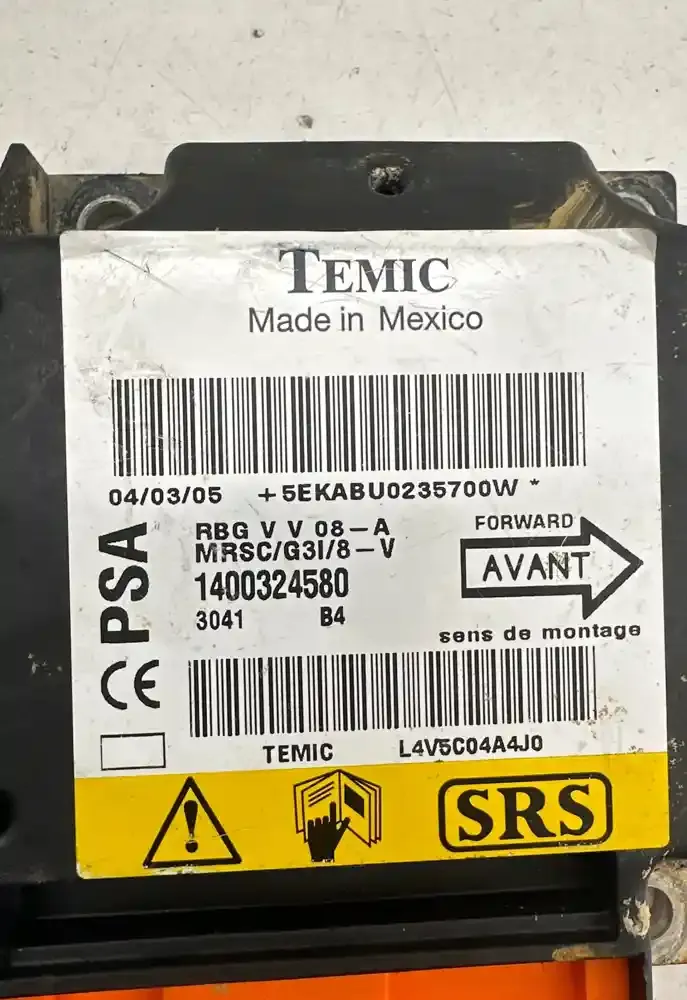 TEMIC
Made in Mexico
04/03/05 +5EKABU0235700W *
PSA
RBG V V 08-A
MRSC/G3I/8-V
1400324580
3041 B4
FORWARD
AVANT
sens de montage
CE
TEMIC L4V5C04A4J0
SRS